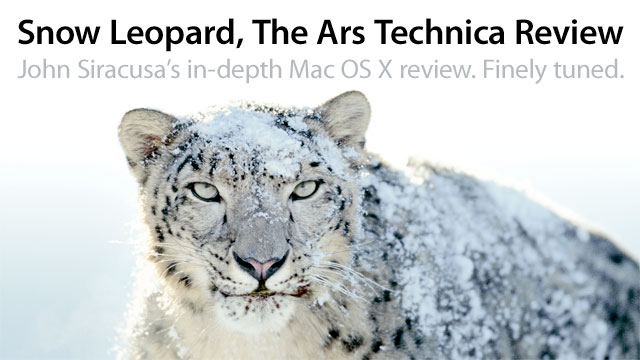 Snow Leopard, The Ars Technica Review
John Siracusa’s in-depth Mac OS X review. Finely tuned.